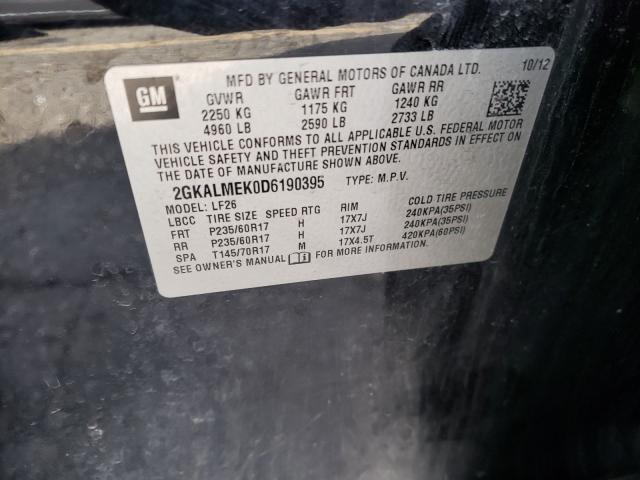 GM
MFD BY GENERAL MOTORS OF CANADA LTD. 10/12
GVWR GAWR FRT GAWR RR
2250 KG 1175 KG 1240 KG
4960 LB 2590 LB 2733 LB
THIS VEHICLE CONFORMS TO ALL APPLICABLE U.S. FEDERAL MOTOR
VEHICLE SAFETY AND THEFT PREVENTION STANDARDS IN EFFECT ON
THE DATE OF MANUFACTURE SHOWN ABOVE.
2GKALMEK0D6190395 TYPE: M.P.V.
MODEL: LF26
LBCC TIRE SIZE SPEED RTG RIM COLD TIRE PRESSURE
FRT P235/60R17 H 17X7J 240KPA(35PSI)
RR P235/60R17 H 17X7J 240KPA(35PSI)
SPA T145/70R17 M 17X4.5T 420KPA(60PSI)
SEE OWNER'S MANUAL FOR MORE INFORMATION.